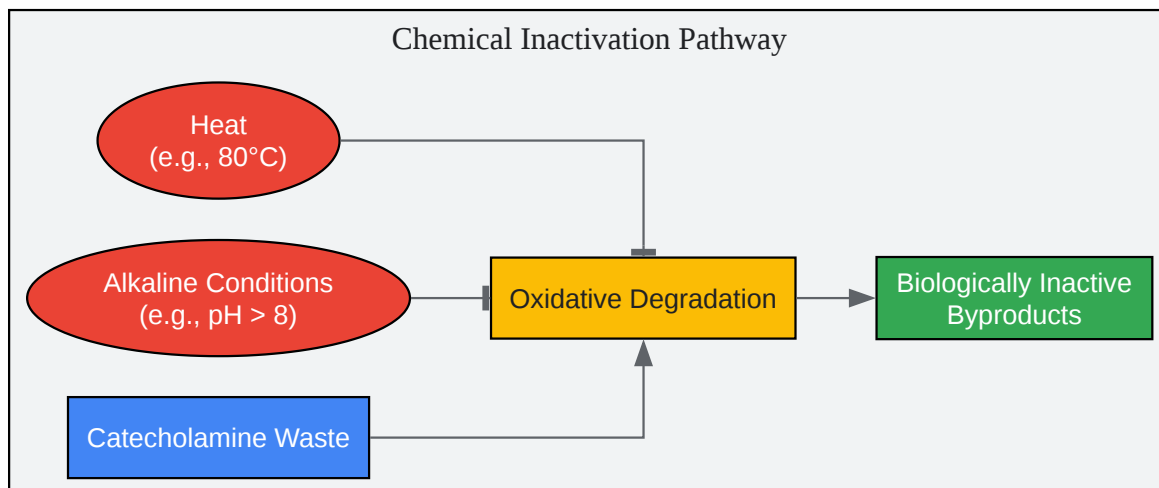 Chemical Inactivation Pathway
Heat
(e.g., 80°C)
Alkaline Conditions
(e.g., pH > 8)
Oxidative Degradation
Biologically Inactive
Byproducts
Catecholamine Waste